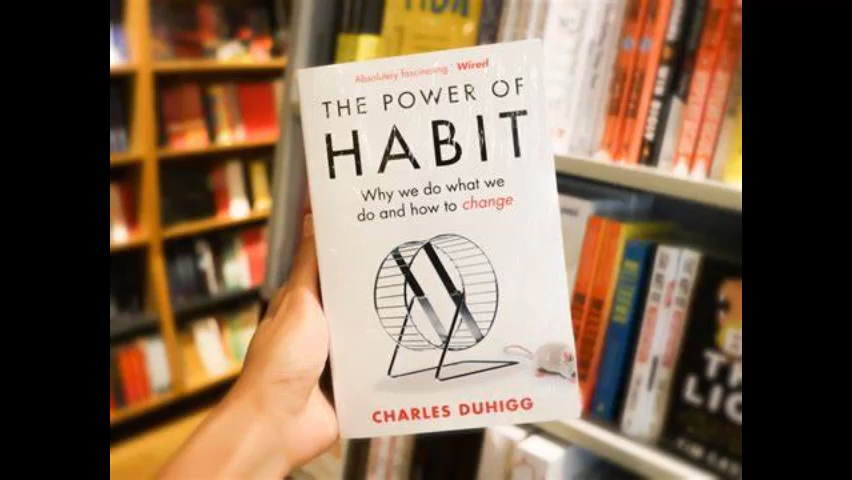 "Absolutely fascinating." Wired
THE POWER OF
HABIT
Why we do what we
do and how to change
CHARLES DUHIGG